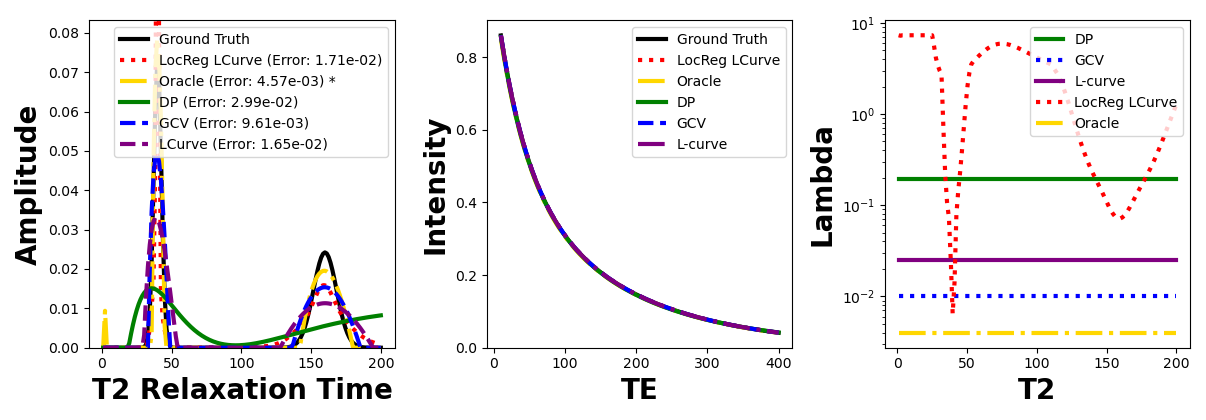 0.00
0.01
0.02
0.03
0.04
0.05
0.06
0.07
0.08
Amplitude
0
50
100
150
200
T2 Relaxation Time
Ground Truth
LocReg LCurve (Error: 1.71e-02)
Oracle (Error: 4.57e-03) *
DP (Error: 2.99e-02)
GCV (Error: 9.61e-03)
LCurve (Error: 1.65e-02)
0.0
0.2
0.4
0.6
0.8
Intensity
0
100
200
300
400
TE
Ground Truth
LocReg LCurve
Oracle
DP
GCV
L-curve
10⁻²
10⁻¹
10⁰
10¹
Lambda
0
50
100
150
200
T2
DP
GCV
L-curve
LocReg LCurve
Oracle